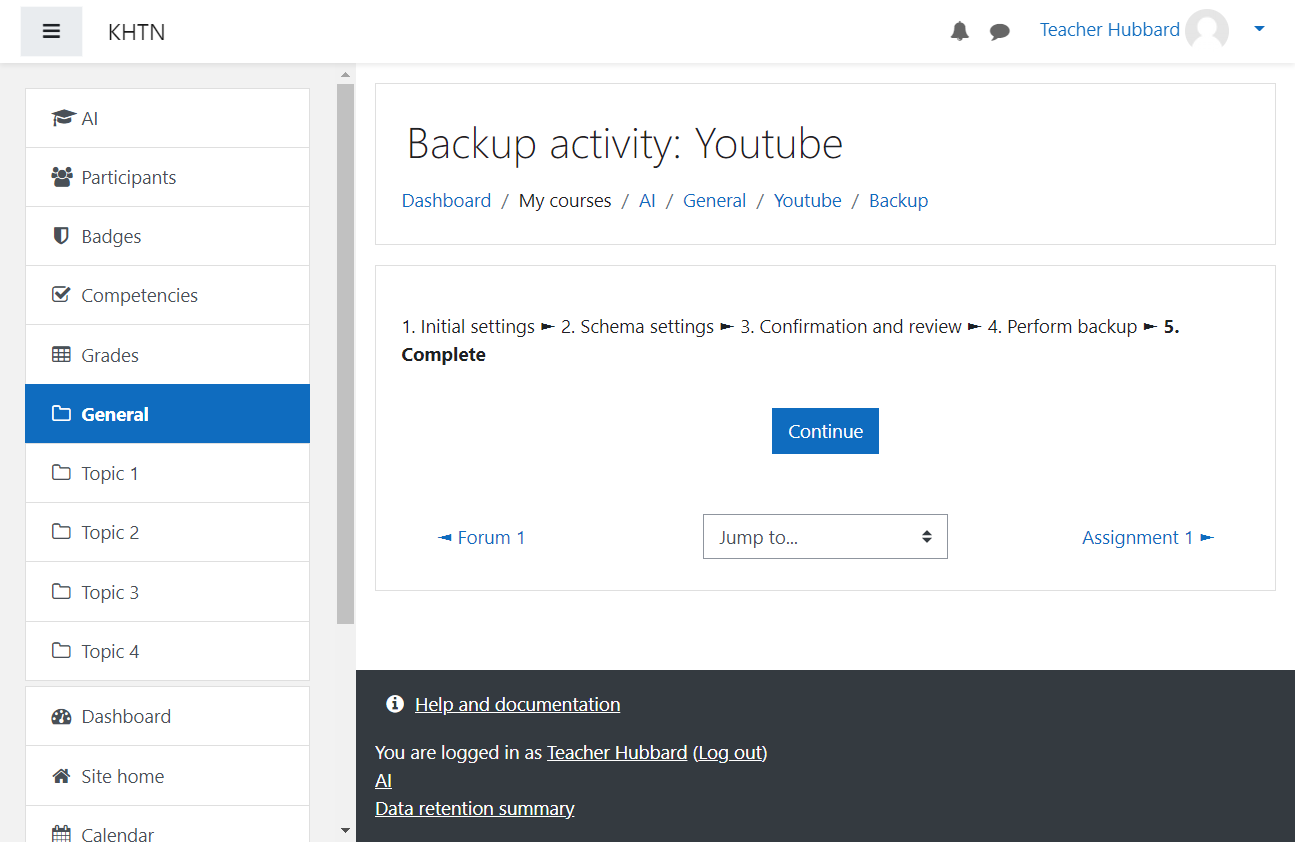 KHTN
Teacher Hubbard
AI
Participants
Badges
Competencies
Grades
General
Topic 1
Topic 2
Topic 3
Topic 4
Dashboard
Site home
Calendar
Backup activity: Youtube
Dashboard / My courses / AI / General / Youtube / Backup
1. Initial settings ► 2. Schema settings ► 3. Confirmation and review ► 4. Perform backup ► 5.
Complete
Continue
◄ Forum 1
Jump to...
Assignment 1 ►
Help and documentation
You are logged in as Teacher Hubbard (Log out)
AI
Data retention summary